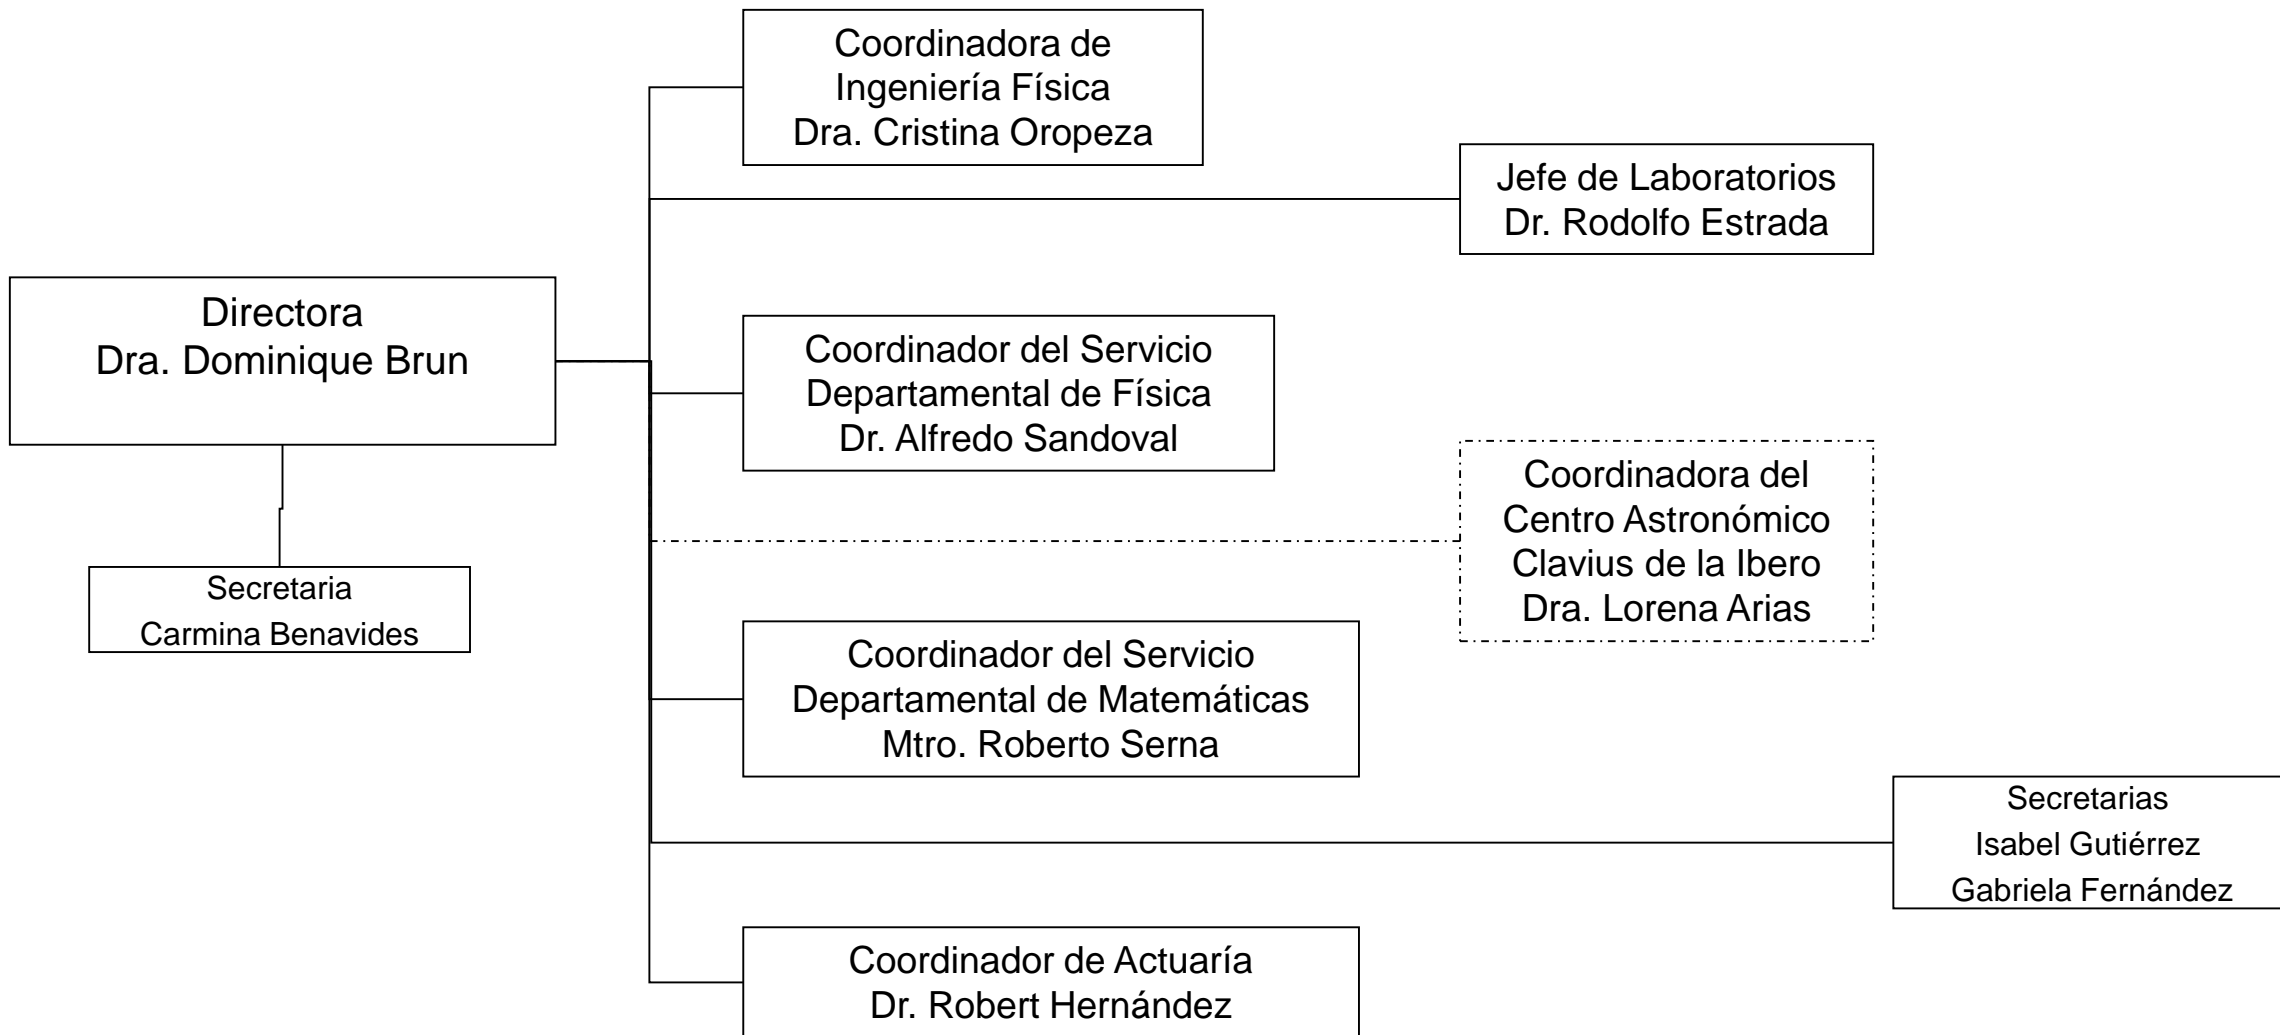 Coordinadora de
Ingeniería Física
Dra. Cristina Oropeza
Jefe de Laboratorios
Dr. Rodolfo Estrada
Directora
Dra. Dominique Brun
Coordinador del Servicio
Departamental de Física
Dr. Alfredo Sandoval
Coordinadora del
Centro Astronómico
Clavius de la Ibero
Dra. Lorena Arias
Secretaria
Carmina Benavides
Coordinador del Servicio
Departamental de Matemáticas
Mtro. Roberto Serna
Secretarias
Isabel Gutiérrez
Gabriela Fernández
Coordinador de Actuaría
Dr. Robert Hernández